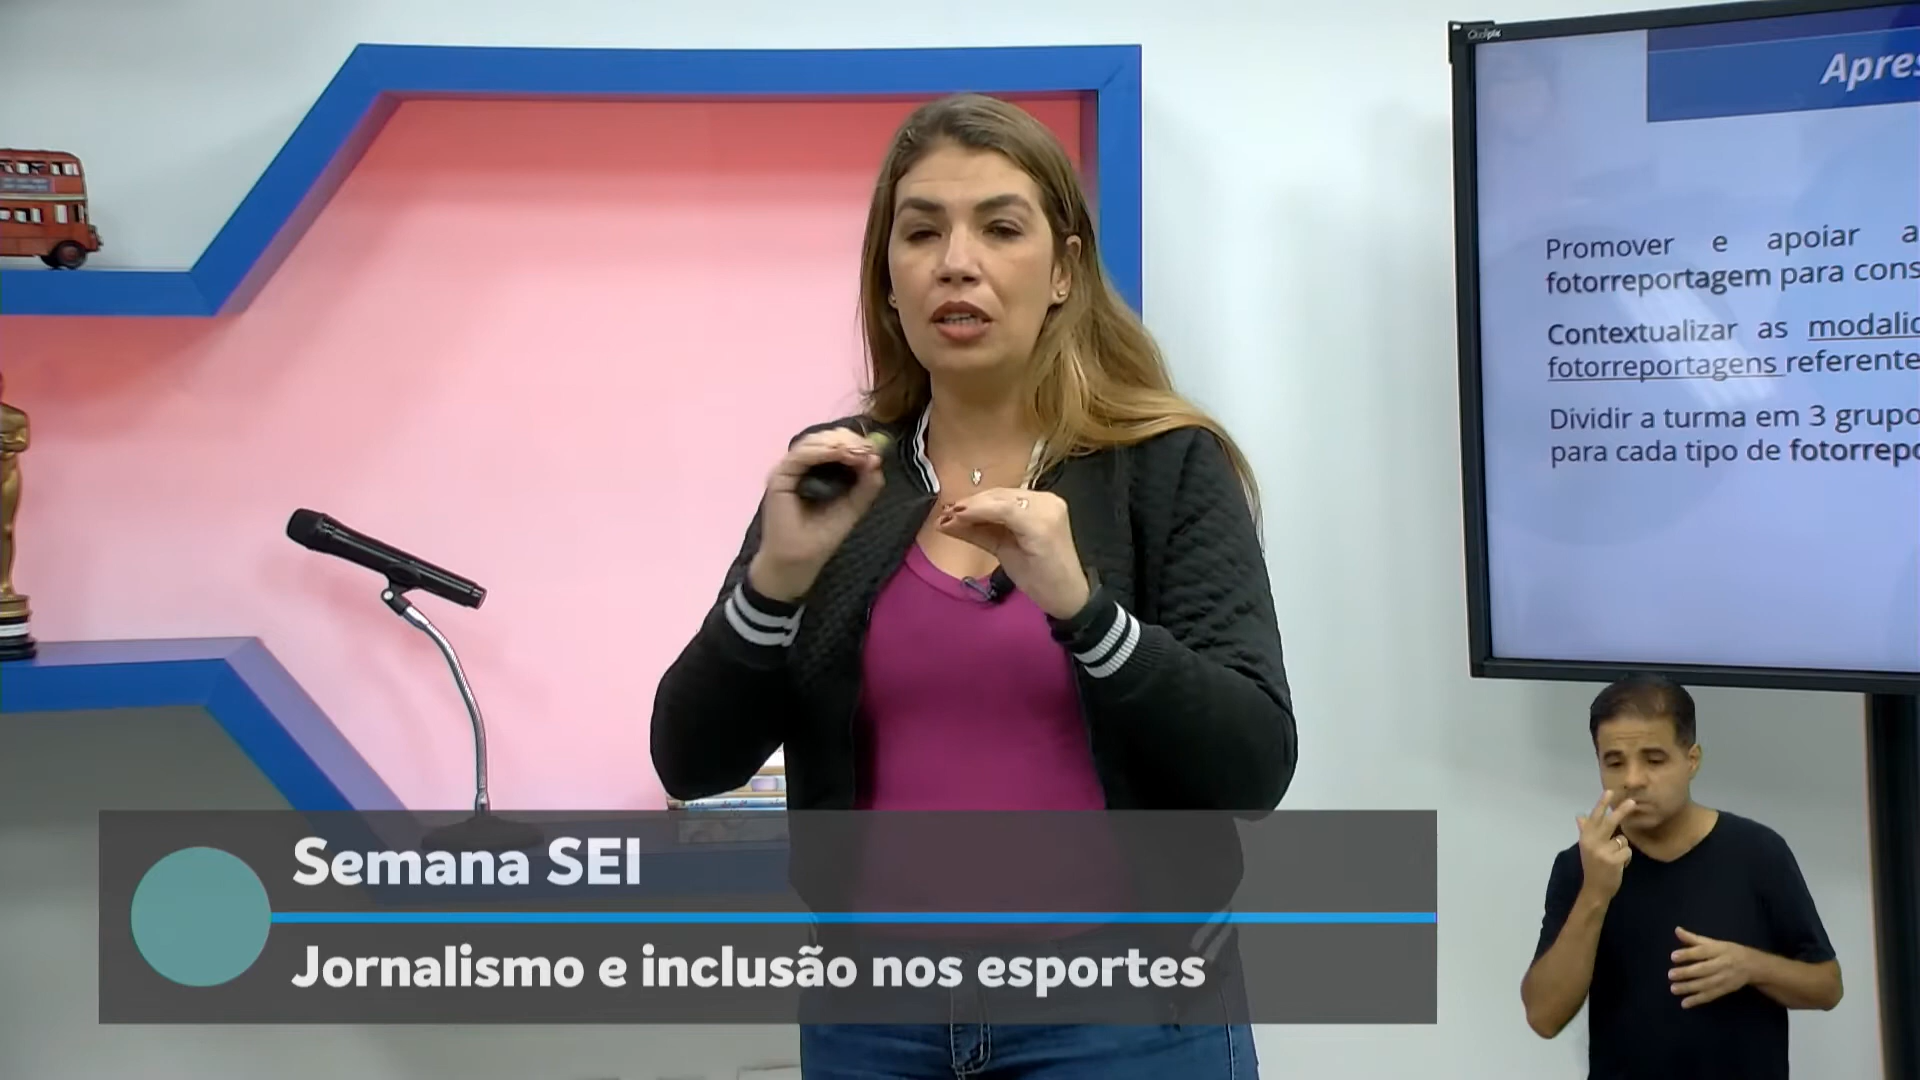 Apres
Promover e apoiar a
fotorreportagem para cons
Contextualizar as modalid
fotorreportagens referente
Dividir a turma em 3 grupo
para cada tipo de fotorrepo
Semana SEI
Jornalismo e inclusão nos esportes